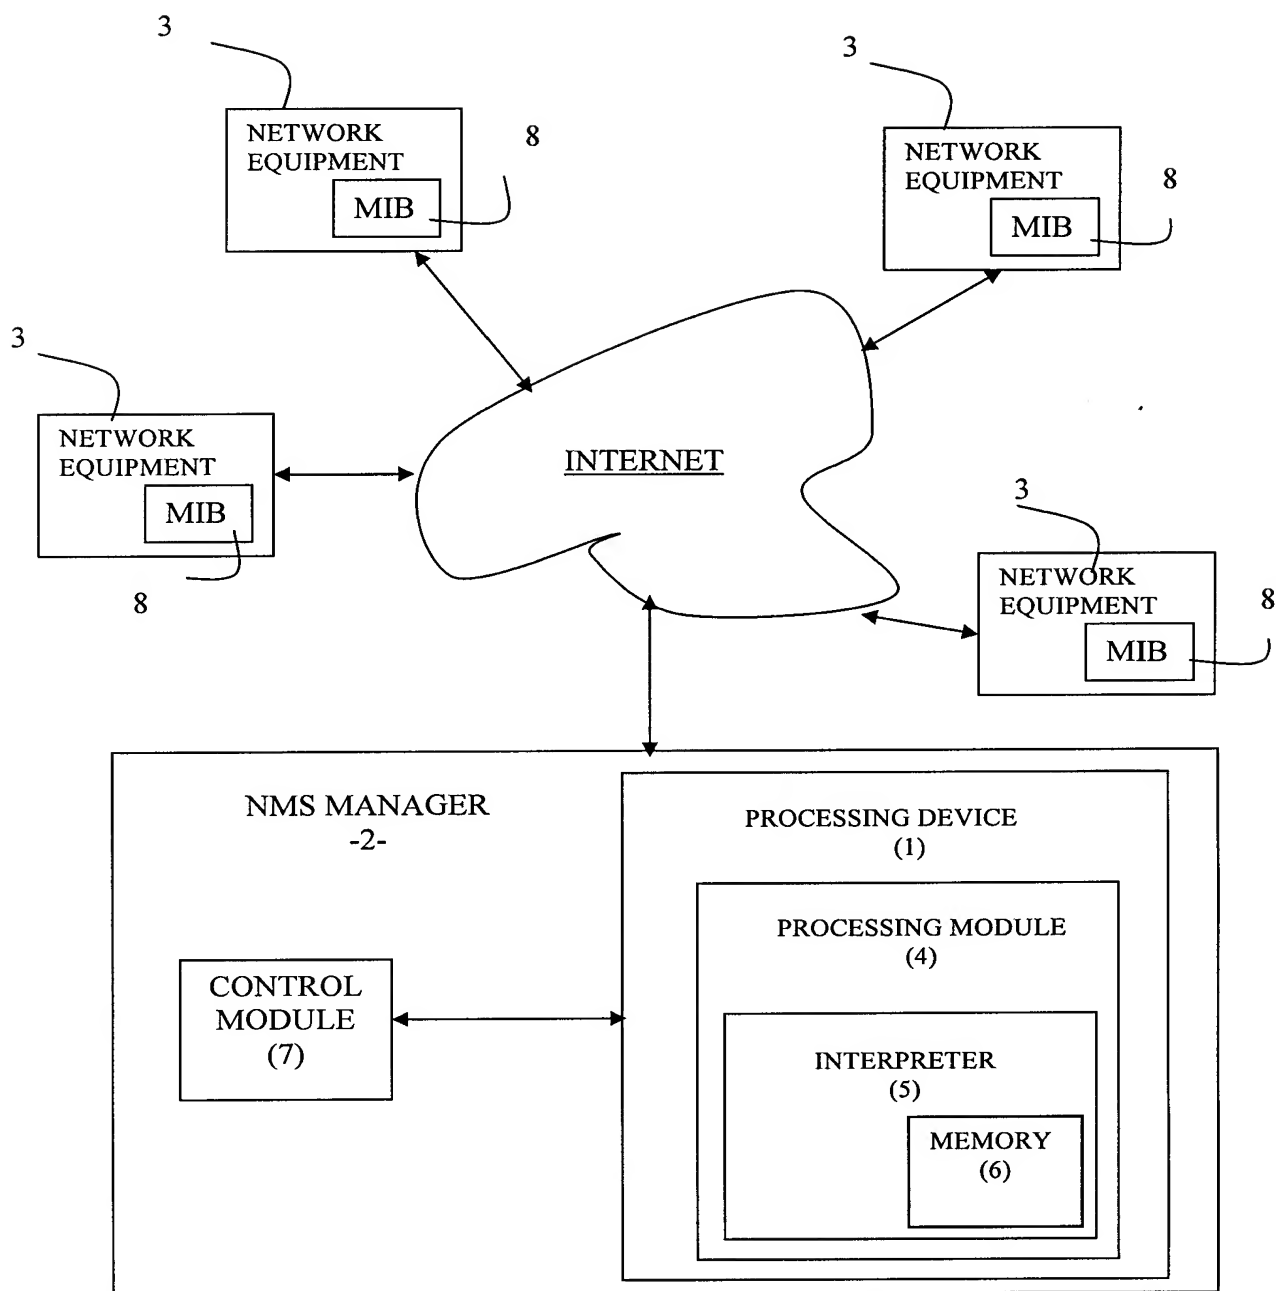 3
NETWORK
EQUIPMENT
MIB
8
3
NETWORK
EQUIPMENT
MIB
8
3
NETWORK
EQUIPMENT
MIB
8
INTERNET
3
NETWORK
EQUIPMENT
MIB
8
NMS MANAGER
-2-
CONTROL
MODULE
(7)
PROCESSING DEVICE
(1)
PROCESSING MODULE
(4)
INTERPRETER
(5)
MEMORY
(6)